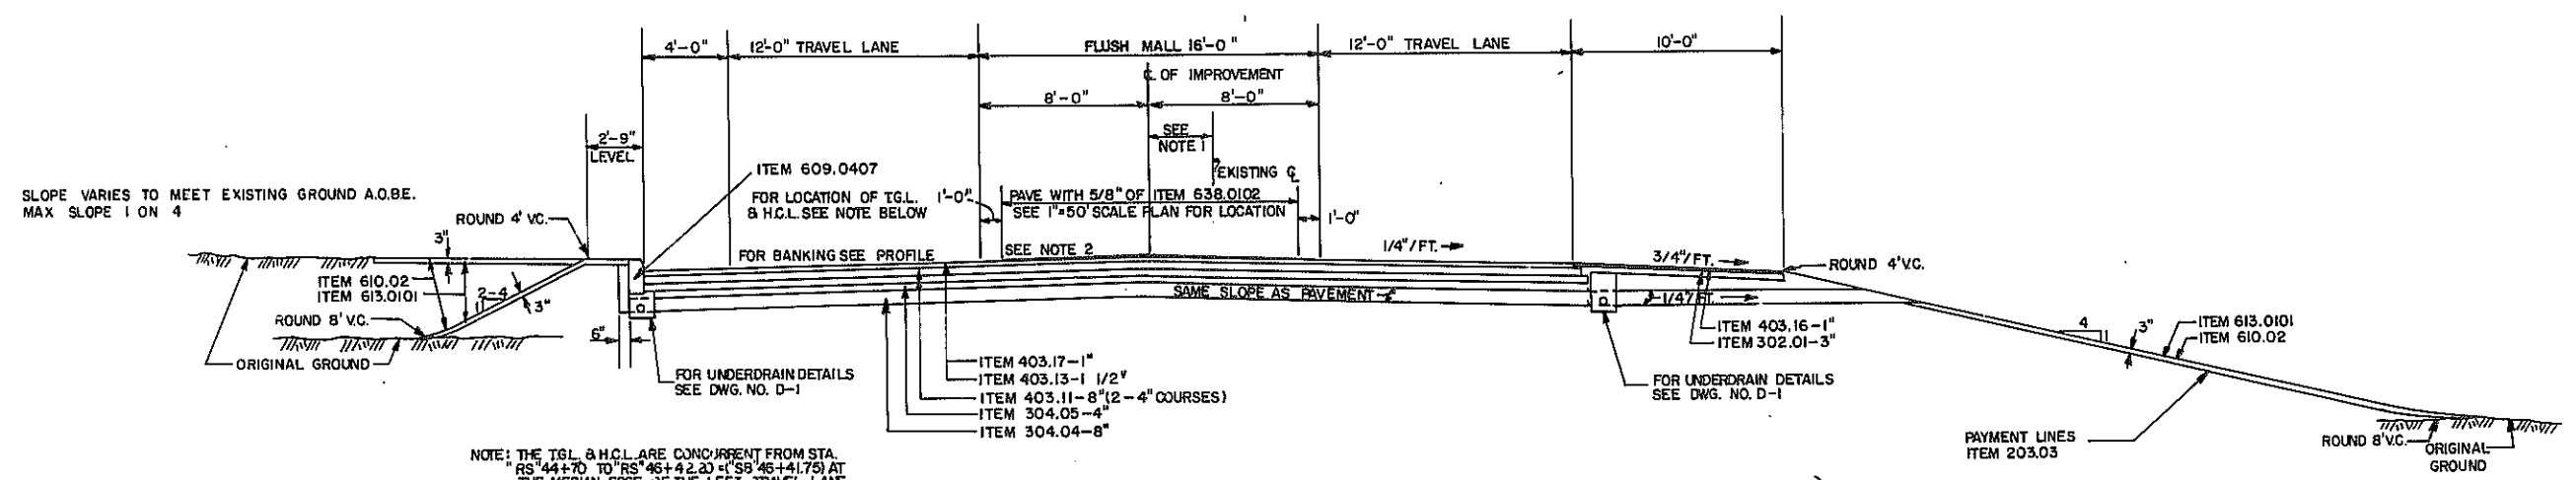 4'-0"
12'-0" TRAVEL LANE
FLUSH MALL 16'-0"
12'-0" TRAVEL LANE
10'-0"
℄ OF IMPROVEMENT
8'-0"
8'-0"
2'-9"
LEVEL
SEE
NOTE 1
EXISTING ℄
ITEM 609.0407
FOR LOCATION OF T.G.L.
& H.C.L. SEE NOTE BELOW
1'-0"
PAVE WITH 5/8" OF ITEM 638.0102
SEE 1"=50' SCALE PLAN FOR LOCATION
1'-0"
SLOPE VARIES TO MEET EXISTING GROUND A.O.B.E.
MAX SLOPE 1 ON 4
ROUND 4' V.C.
3"
FOR BANKING SEE PROFILE
SEE NOTE 2
1/4"/FT.
3/4"/FT.
ROUND 4' V.C.
ITEM 610.02
ITEM 613.0101
2-4
1
3"
SAME SLOPE AS PAVEMENT
1/4"/FT.
ROUND 8' V.C.
ORIGINAL GROUND
6"
ITEM 403.16-1"
ITEM 302.01-3"
4
1
3"
ITEM 613.0101
ITEM 610.02
ITEM 403.17-1"
ITEM 403.13-1 1/2"
ITEM 403.11-8"(2-4" COURSES)
ITEM 304.05-4"
ITEM 304.04-8"
FOR UNDERDRAIN DETAILS
SEE DWG. NO. D-1
FOR UNDERDRAIN DETAILS
SEE DWG. NO. D-1
PAYMENT LINES
ITEM 203.03
ROUND 8' V.C.
ORIGINAL
GROUND
NOTE: THE T.G.L. & H.C.L. ARE CONCURRENT FROM STA.
"RS"44+70 TO "RS"46+42.20 =("SB"46+41.75) AT
THE MEDIAN EDGE OF THE LEFT TRAVEL LANE